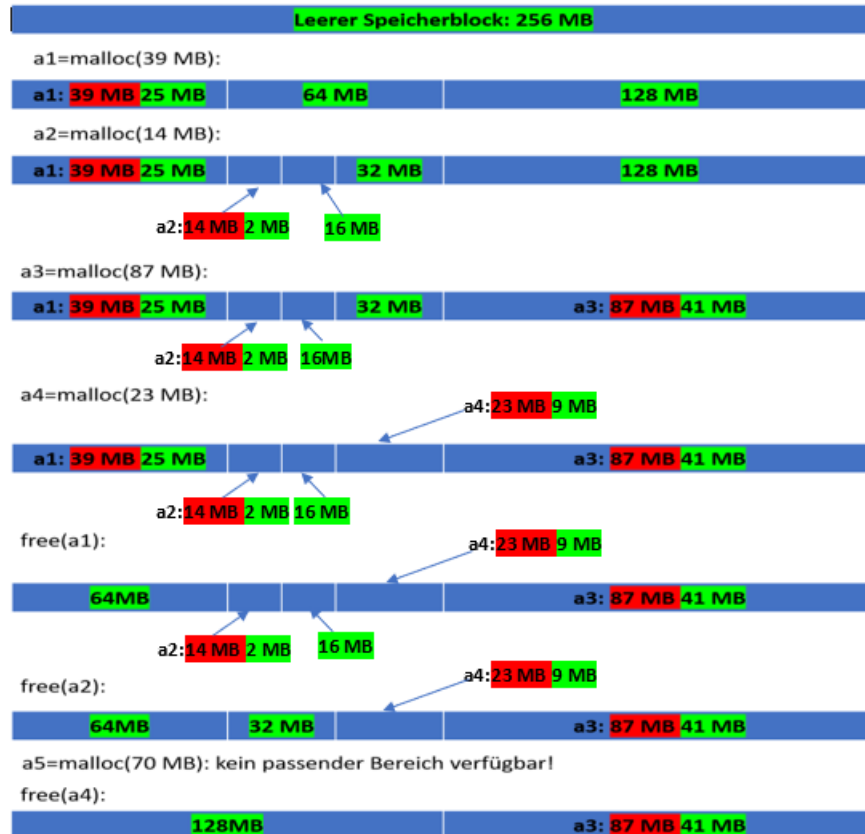 Leerer Speicherblock: 256 MB
a1=malloc(39 MB):
a1: 39 MB 25 MB 64 MB 128 MB
a2=malloc(14 MB):
a1: 39 MB 25 MB 32 MB 128 MB
a2:14 MB 2 MB 16 MB
a3=malloc(87 MB):
a1: 39 MB 25 MB 32 MB a3: 87 MB 41 MB
a2:14 MB 2 MB 16MB
a4=malloc(23 MB):
a4:23 MB 9 MB
a1: 39 MB 25 MB a3: 87 MB 41 MB
a2:14 MB 2 MB 16 MB
free(a1):
a4:23 MB 9 MB
64MB a3: 87 MB 41 MB
a2:14 MB 2 MB 16 MB
free(a2):
a4:23 MB 9 MB
64MB 32 MB a3: 87 MB 41 MB
a5=malloc(70 MB): kein passender Bereich verfügbar!
free(a4):
128MB a3: 87 MB 41 MB